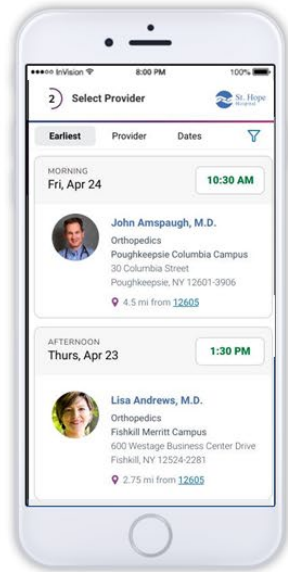 InVision
8:00 PM
100%
2
Select Provider
St. Hope
Hospital
Earliest
Provider
Dates
MORNING
Fri, Apr 24
10:30 AM
John Amspaugh, M.D.
Orthopedics
Poughkeepsie Columbia Campus
30 Columbia Street
Poughkeepsie, NY 12601-3906
4.5 mi from 12605
AFTERNOON
Thurs, Apr 23
1:30 PM
Lisa Andrews, M.D.
Orthopedics
Fishkill Merritt Campus
600 Westage Business Center Drive
Fishkill, NY 12524-2281
2.75 mi from 12605